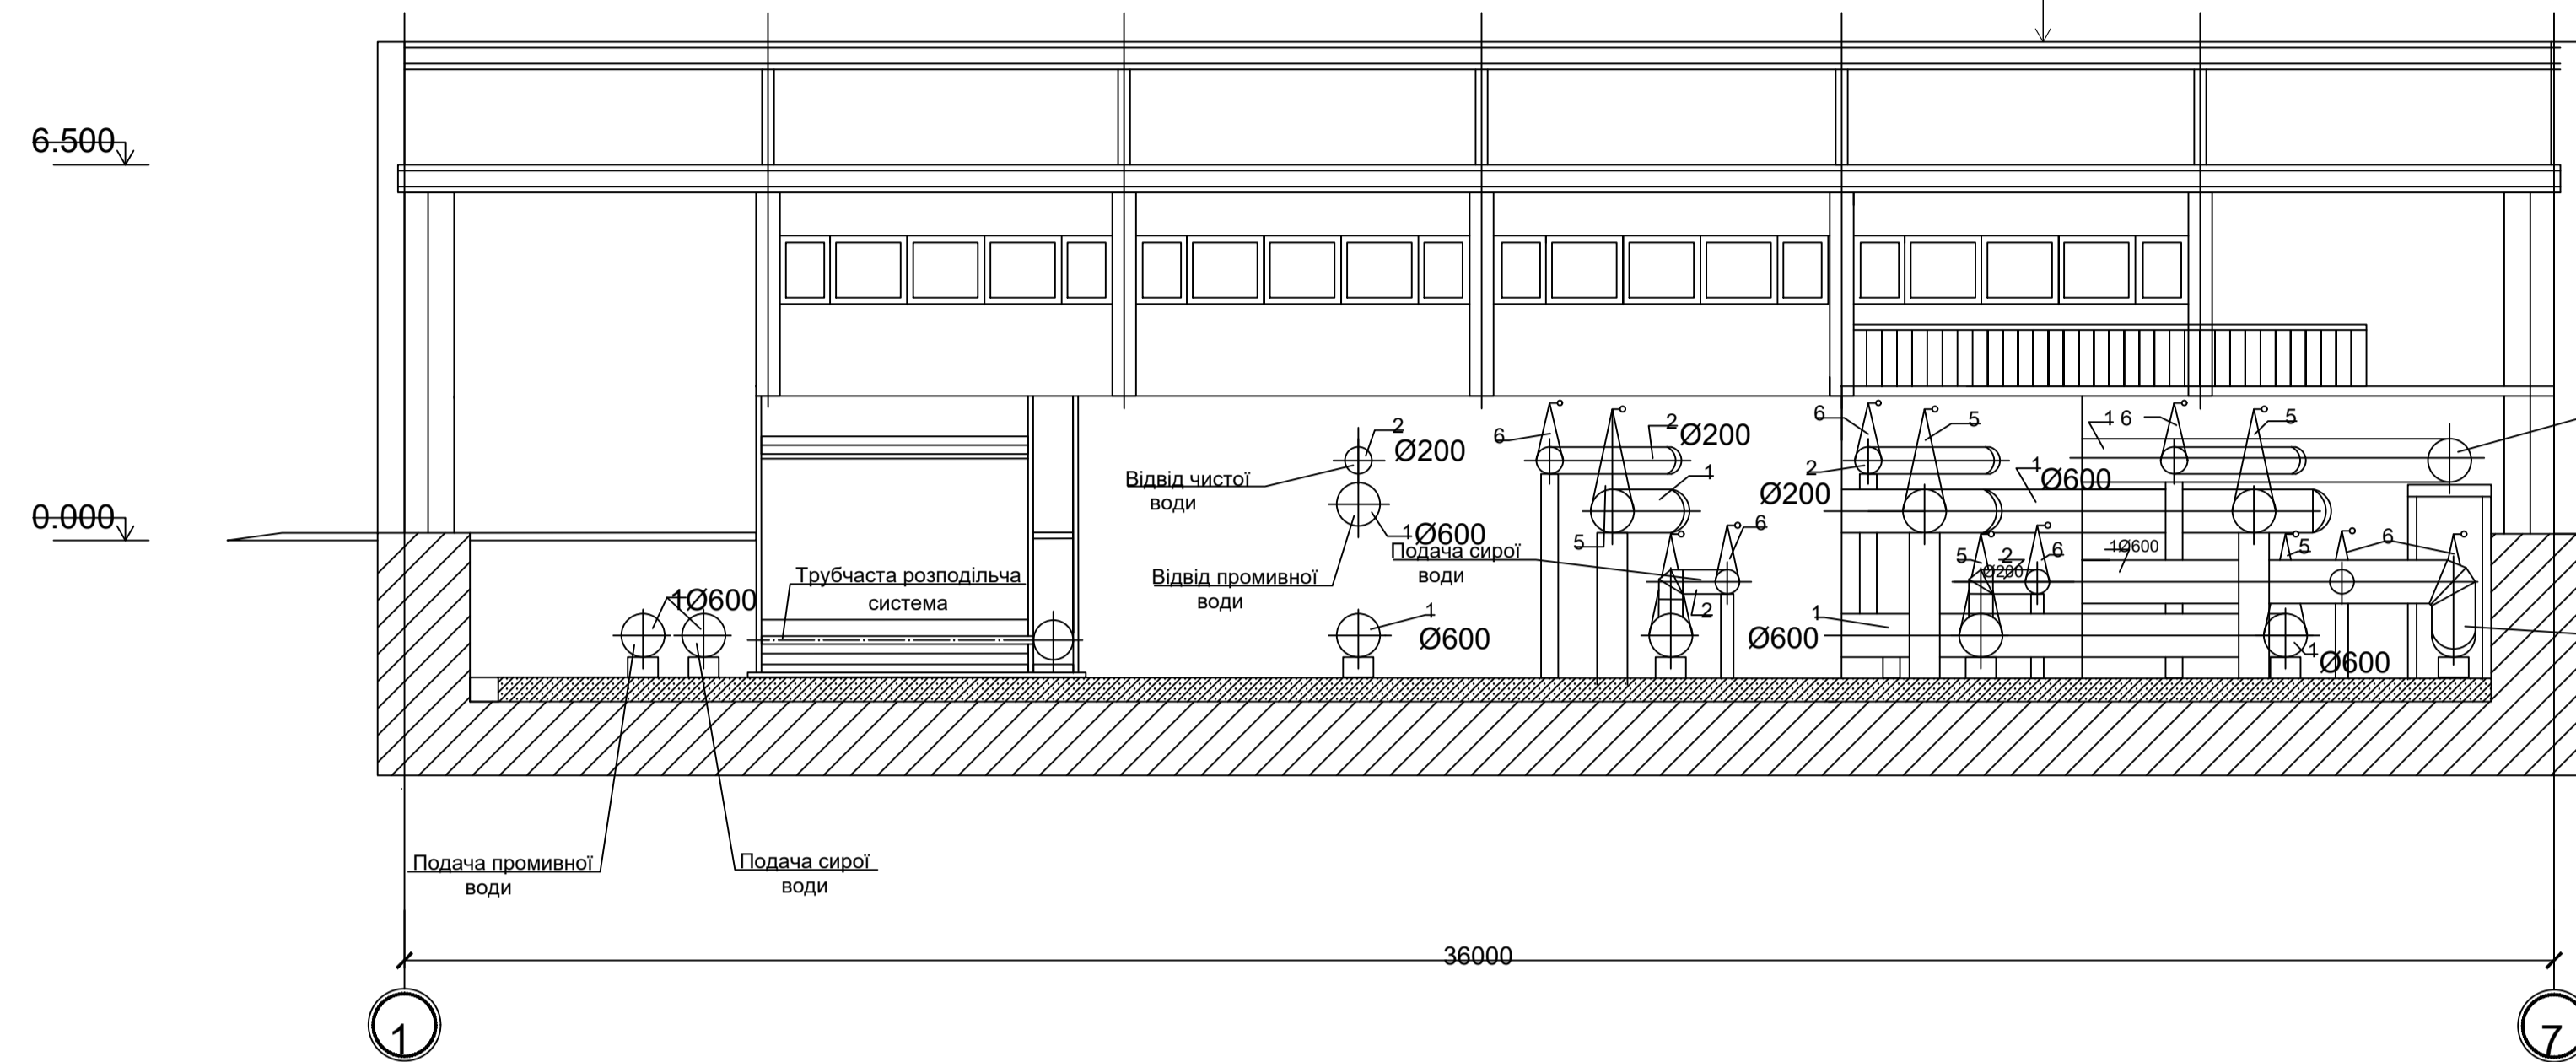 6.500
6
2
Ø200
2
Ø200
1
6
5
1 6
5
Відвід чистої
води
2
Ø200
1
Ø600
1Ø600
0.000
Подача сирої
води
5
6
5
2
Ø200
6
1Ø600
5
6
Трубчаста розподільча
система
Відвід промивної
води
1Ø600
1
Ø600
2
1
Ø600
1
Ø600
Подача промивної
води
Подача сирої
води
36000
1
7